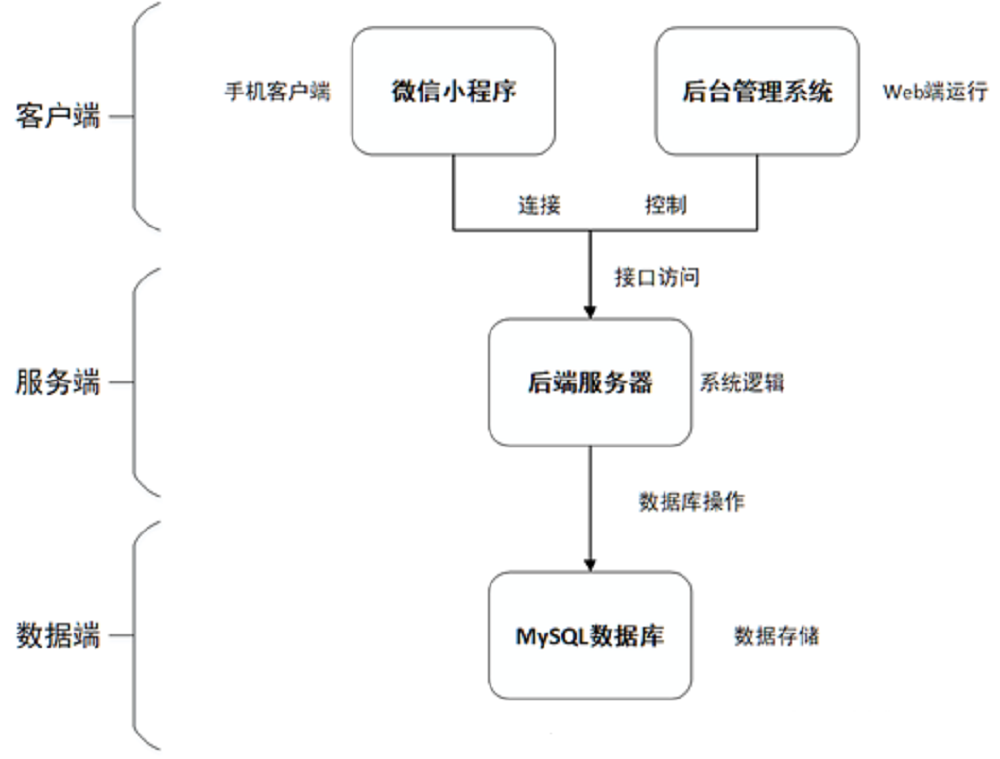 手机客户端
微信小程序
后台管理系统
Web端运行
客户端
连接
控制
接口访问
服务端
后端服务器
系统逻辑
数据库操作
数据端
MySQL数据库
数据存储